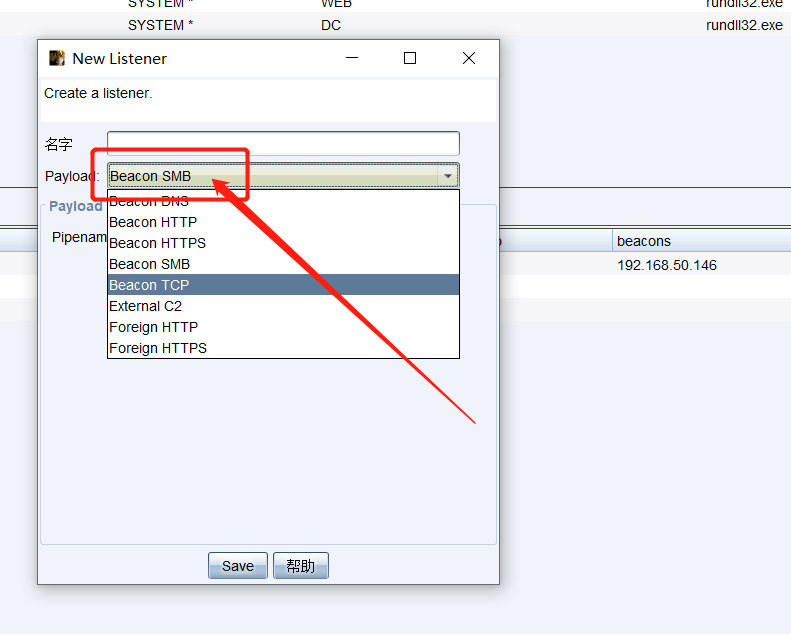 SYSTEM * WEB rundll32.exe
SYSTEM * DC rundll32.exe
New Listener
Create a listener.
名字
Payload: Beacon SMB
Payload
Beacon DNS
Beacon HTTP
Pipenam
Beacon HTTPS
beacons
Beacon SMB
192.168.50.146
Beacon TCP
External C2
Foreign HTTP
Foreign HTTPS
Save 帮助